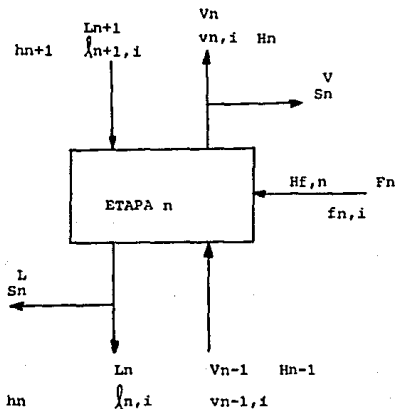 Ln+1
hn+1 ℓn+1,i
Vn
vn,i Hn
V
Sn
ETAPA n
Hf,n Fn
fn,i
L
Sn
Ln Vn-1 Hn-1
hn ℓn,i vn-1,i